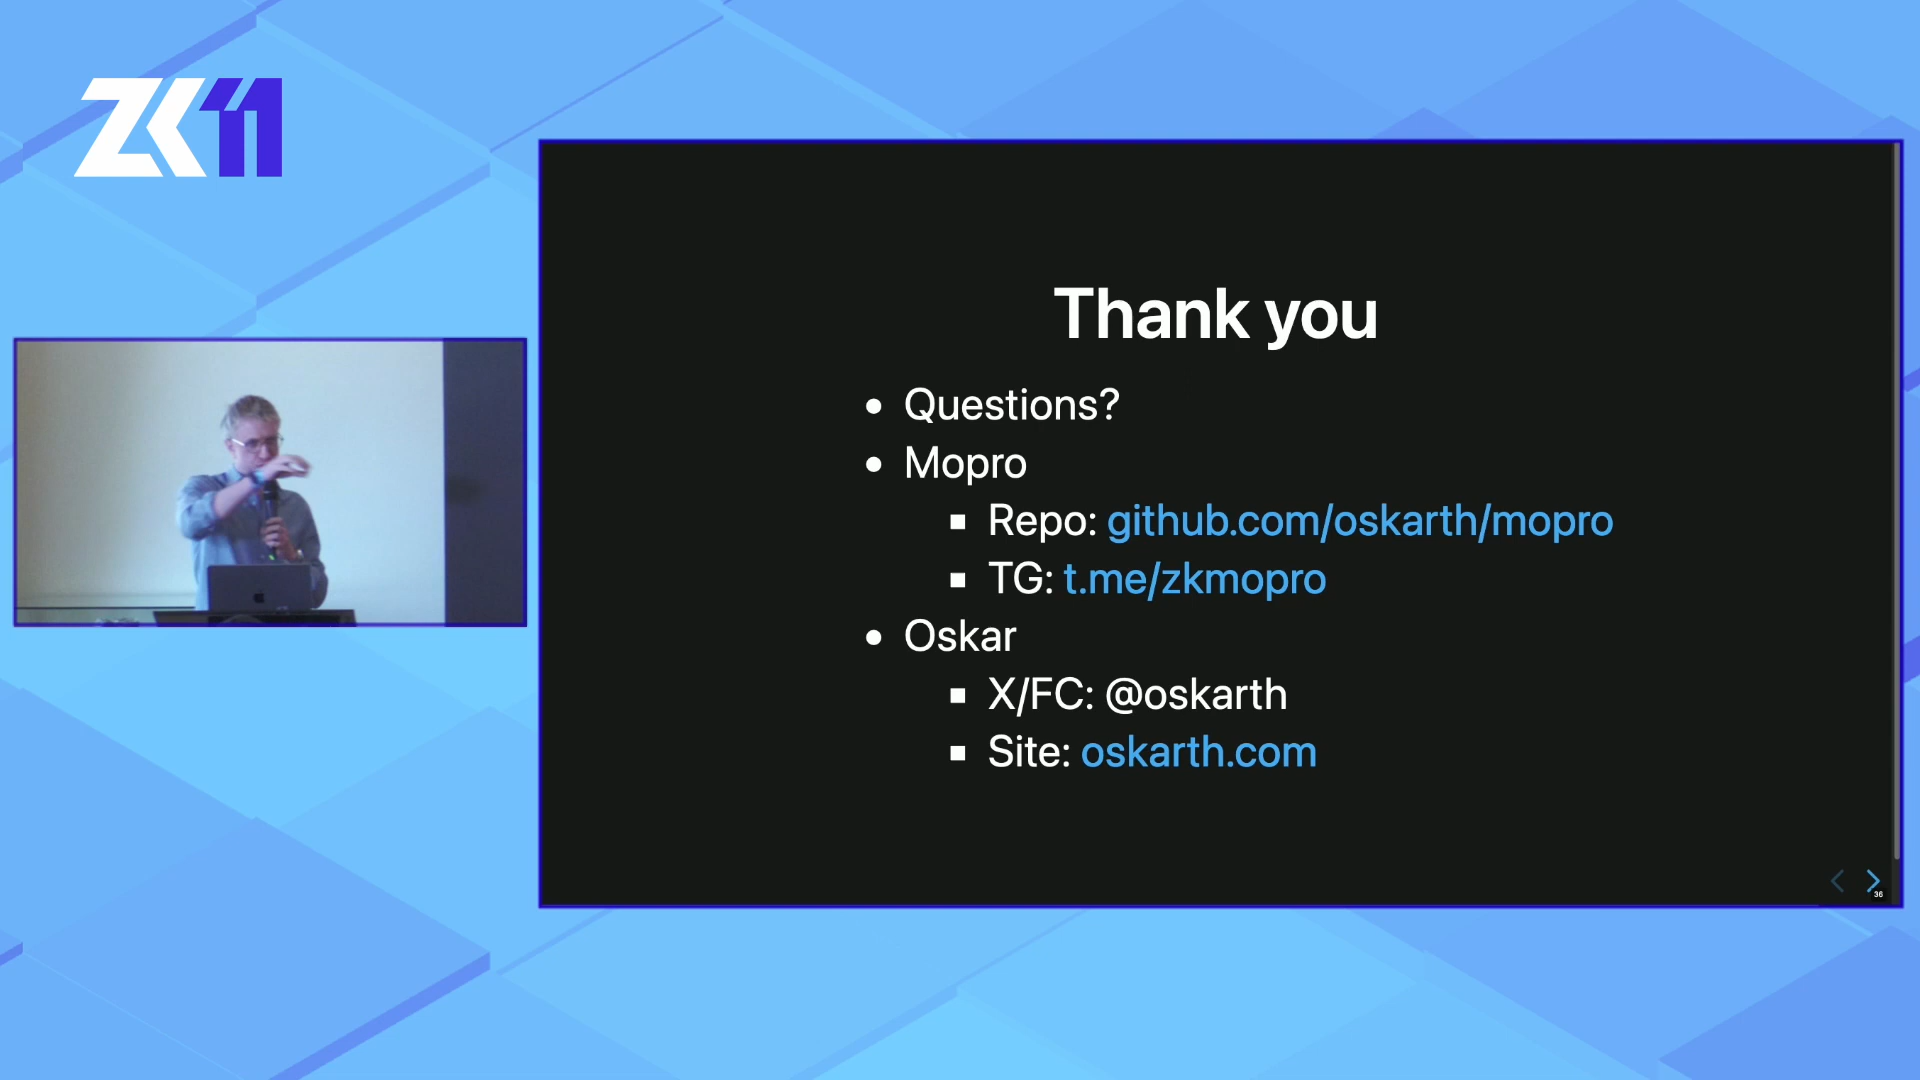 ZK11
Thank you
Questions?
Mopro
Repo: github.com/oskarth/mopro
TG: t.me/zkmopro
Oskar
X/FC: @oskarth
Site: oskarth.com
36